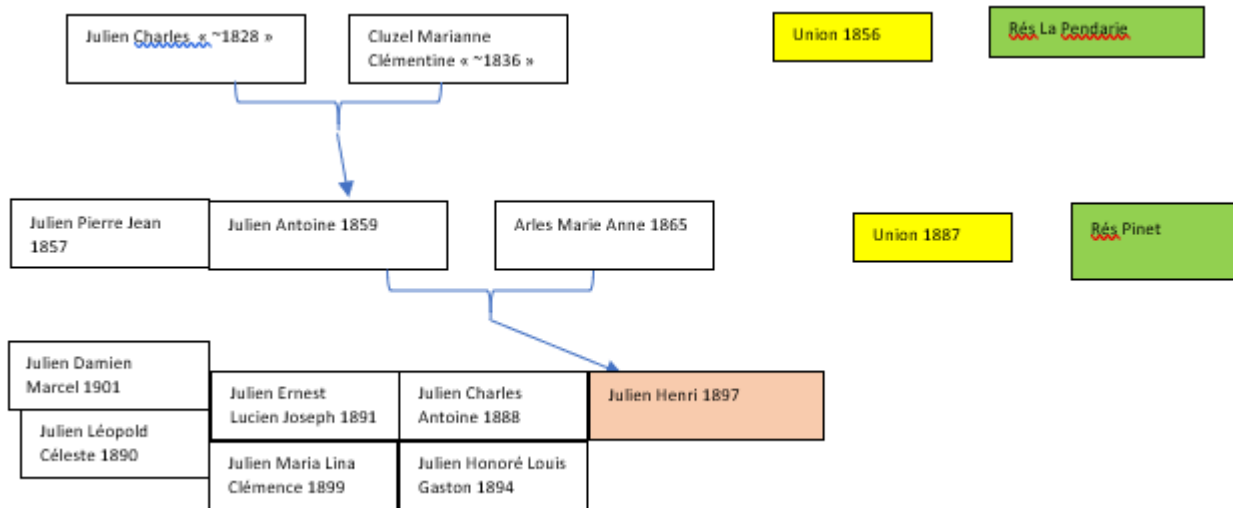 Julien Charles « ~1828 »
Cluzel Marianne
Clémentine « ~1836 »
Union 1856
Rés La Pendarie
Julien Pierre Jean
1857
Julien Antoine 1859
Arles Marie Anne 1865
Union 1887
Rés Pinet
Julien Damien
Marcel 1901
Julien Ernest
Lucien Joseph 1891
Julien Charles
Antoine 1888
Julien Henri 1897
Julien Léopold
Céleste 1890
Julien Maria Lina
Clémence 1899
Julien Honoré Louis
Gaston 1894